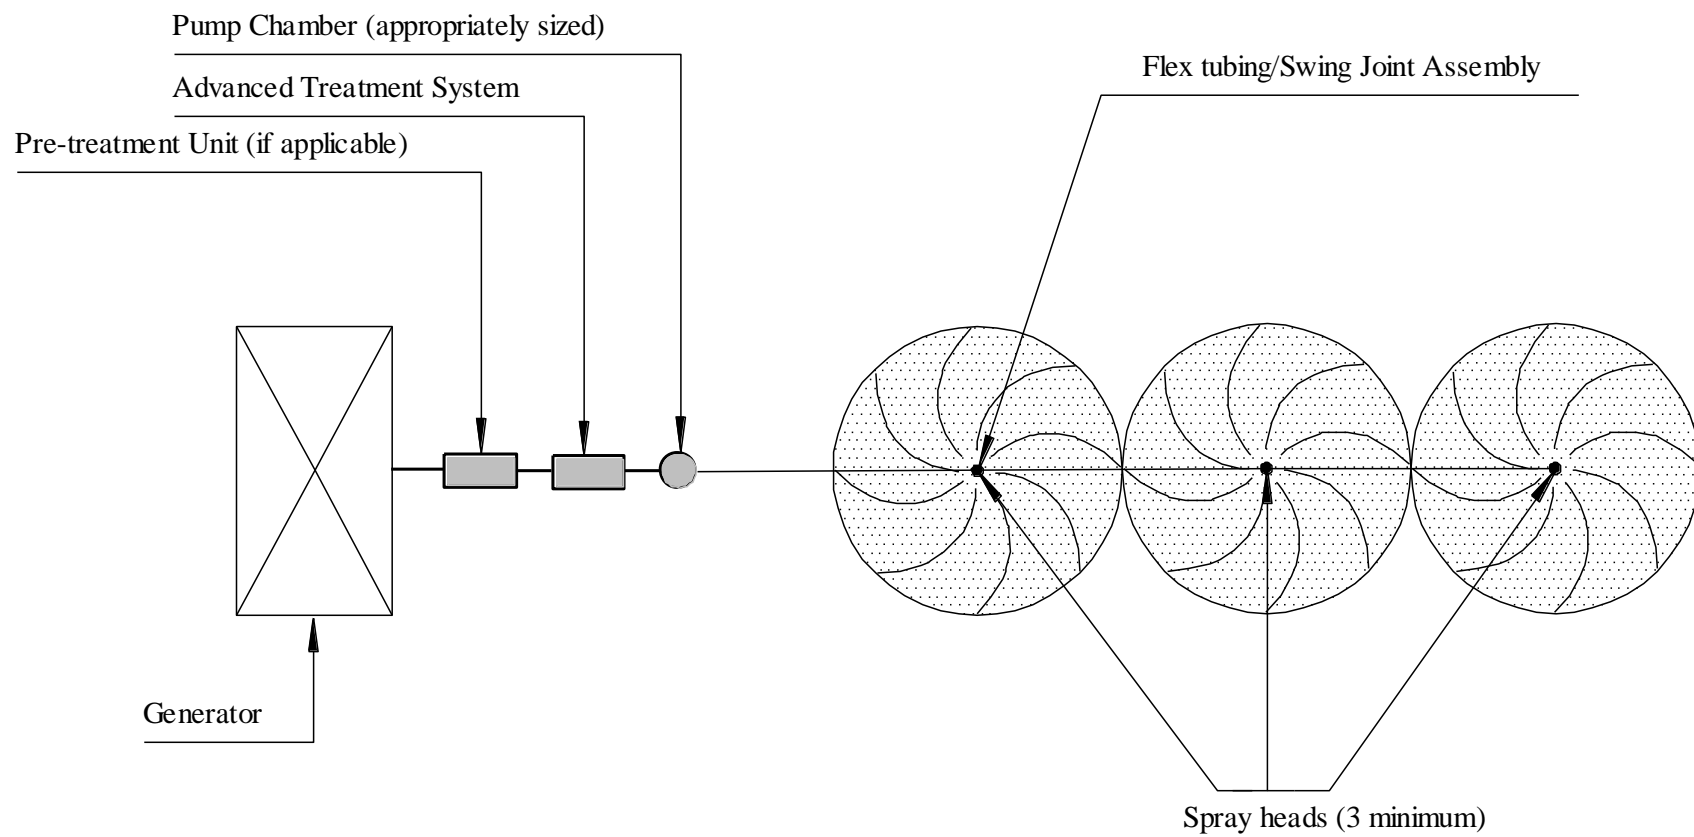 Pump Chamber (appropriately sized)
Flex tubing/Swing Joint Assembly
Advanced Treatment System
Pre-treatment Unit (if applicable)
Generator
Spray heads (3 minimum)